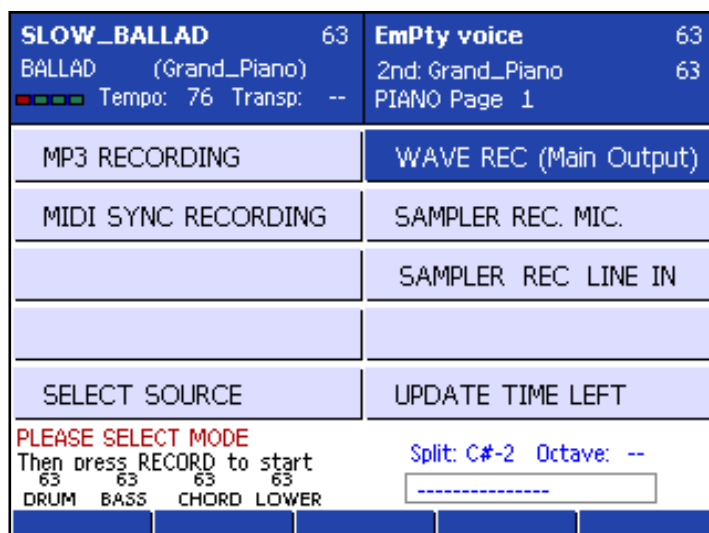 SLOW_BALLAD 63
BALLAD (Grand_Piano)
Tempo: 76 Transp: --
EmPty voice 63
2nd: Grand_Piano 63
PIANO Page 1
MP3 RECORDING
WAVE REC (Main Output)
MIDI SYNC RECORDING
SAMPLER REC. MIC.
SAMPLER REC LINE IN
SELECT SOURCE
UPDATE TIME LEFT
PLEASE SELECT MODE
Then press RECORD to start
63 63 63 63
DRUM BASS CHORD LOWER
Split: C#-2 Octave: --
---------------